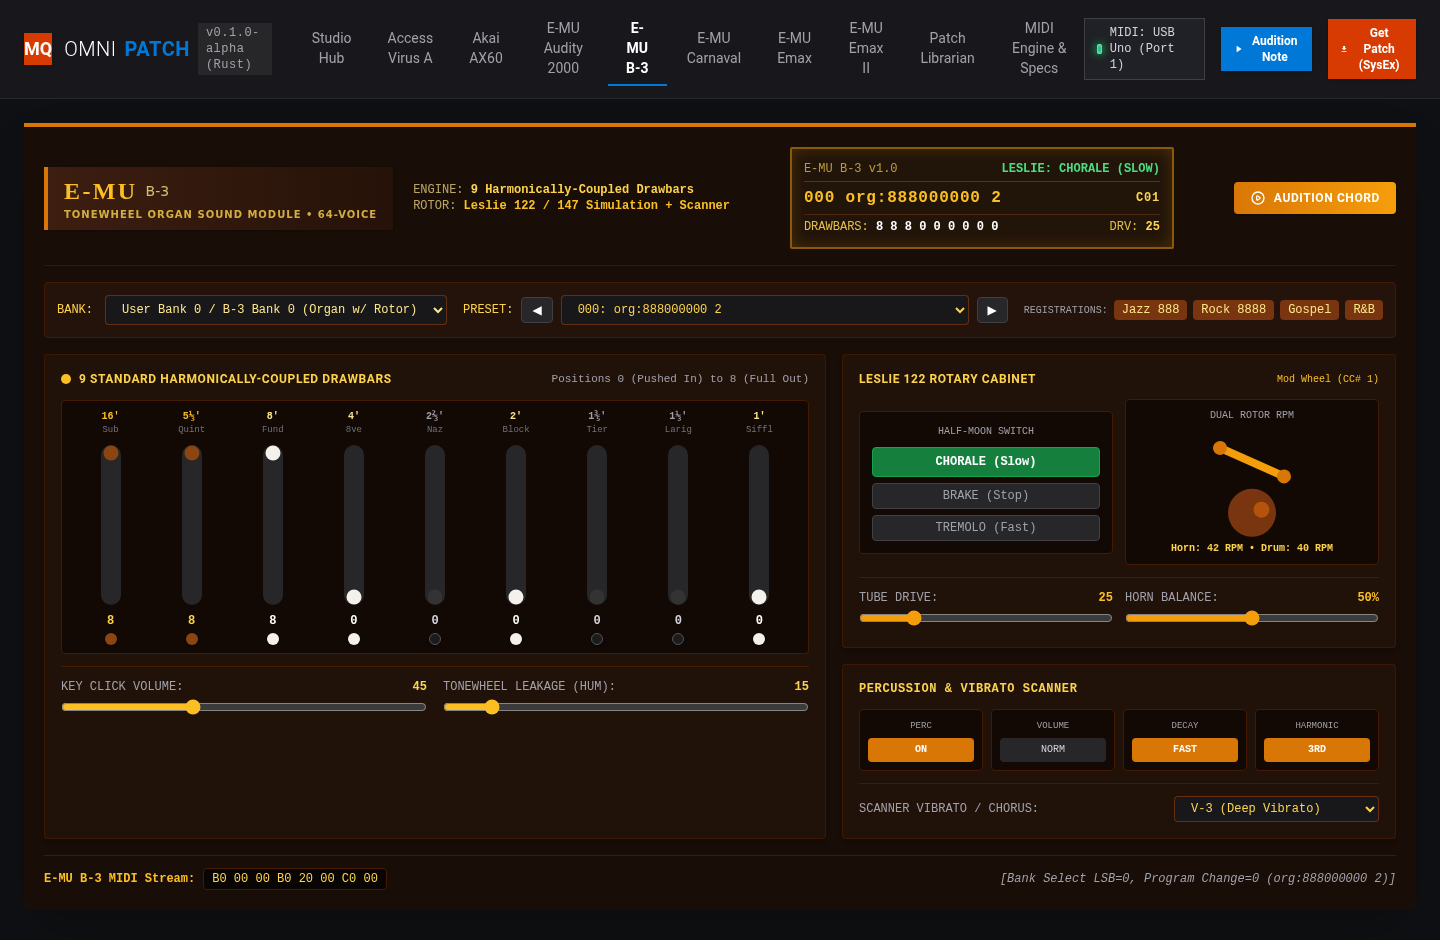 MQ OMNI PATCH v0.1.0-alpha (Rust)
Studio Hub
Access Virus A
Akai AX60
E-MU Audity 2000
E-MU B-3
E-MU Carnaval
E-MU Emax
E-MU Emax II
Patch Librarian
MIDI Engine & Specs
MIDI: USB Uno (Port 1)
Audition Note
Get Patch (SysEx)
E-MU B-3
TONEWHEEL ORGAN SOUND MODULE • 64-VOICE
ENGINE: 9 Harmonically-Coupled Drawbars
ROTOR: Leslie 122 / 147 Simulation + Scanner
E-MU B-3 v1.0 LESLIE: CHORALE (SLOW)
000 org:888000000 2 C01
DRAWBARS: 8 8 8 0 0 0 0 0 0 DRV: 25
AUDITION CHORD
BANK: User Bank 0 / B-3 Bank 0 (Organ w/ Rotor) PRESET: ◀ 000: org:888000000 2 ▶ REGISTRATIONS: Jazz 888 Rock 8888 Gospel R&B
9 STANDARD HARMONICALLY-COUPLED DRAWBARS Positions 0 (Pushed In) to 8 (Full Out)
16' 5⅓' 8' 4' 2⅔' 2' 1⅗' 1⅓' 1'
Sub Quint Fund 8ve Naz Block Tier Larig Siffl
8 8 8 0 0 0 0 0 0
KEY CLICK VOLUME: 45 TONEWHEEL LEAKAGE (HUM): 15
LESLIE 122 ROTARY CABINET Mod Wheel (CC# 1)
HALF-MOON SWITCH
CHORALE (Slow)
BRAKE (Stop)
TREMOLO (Fast)
DUAL ROTOR RPM
Horn: 42 RPM • Drum: 40 RPM
TUBE DRIVE: 25 HORN BALANCE: 50%
PERCUSSION & VIBRATO SCANNER
PERC VOLUME DECAY HARMONIC
ON NORM FAST 3RD
SCANNER VIBRATO / CHORUS: V-3 (Deep Vibrato)
E-MU B-3 MIDI Stream: B0 00 00 B0 20 00 C0 00 [Bank Select LSB=0, Program Change=0 (org:888000000 2)]